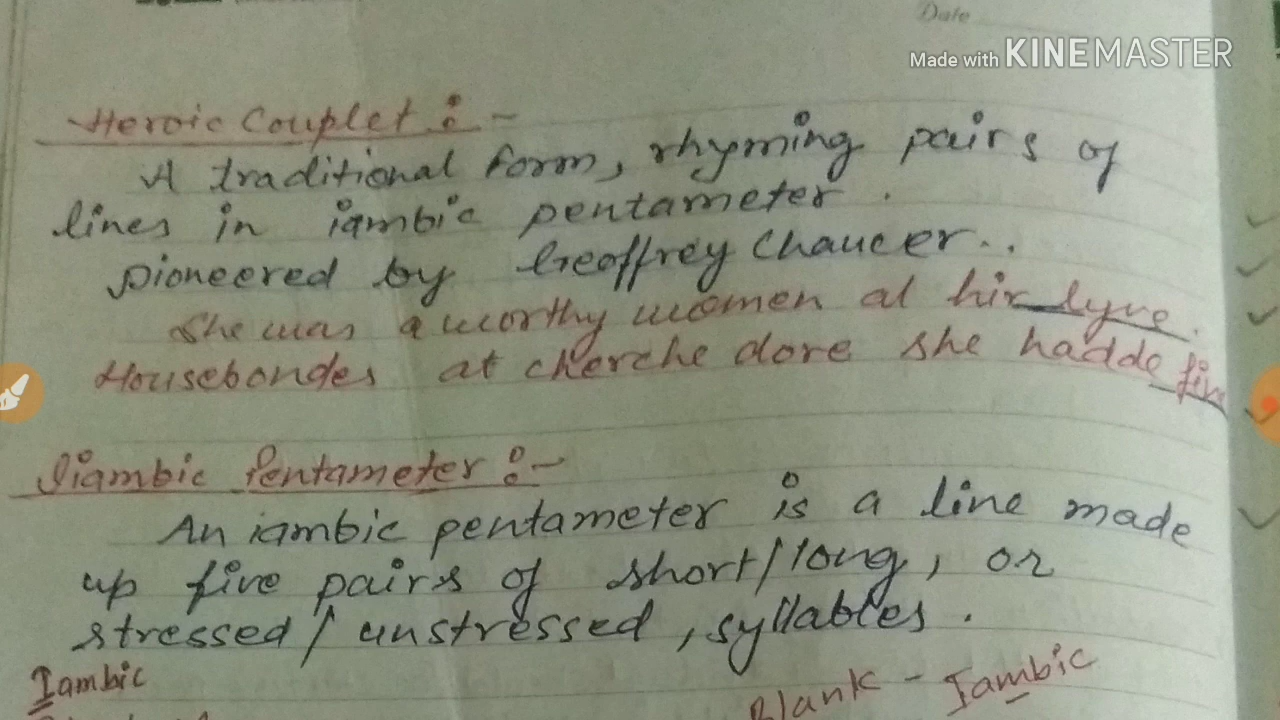 Date
Made with KINEMASTER
Heroic Couplet :-
A traditional form, rhyming pairs of
lines in iambic pentameter.
pioneered by Geoffrey Chaucer..
She was a worthy women al hir lyve.
Housebondes at cherche dore she hadde
Iiambic Pentameter :-
An iambic pentameter is a line made
up five pairs of short/long, or
stressed/unstressed, syllables.
Iambic
Blank - Iambic